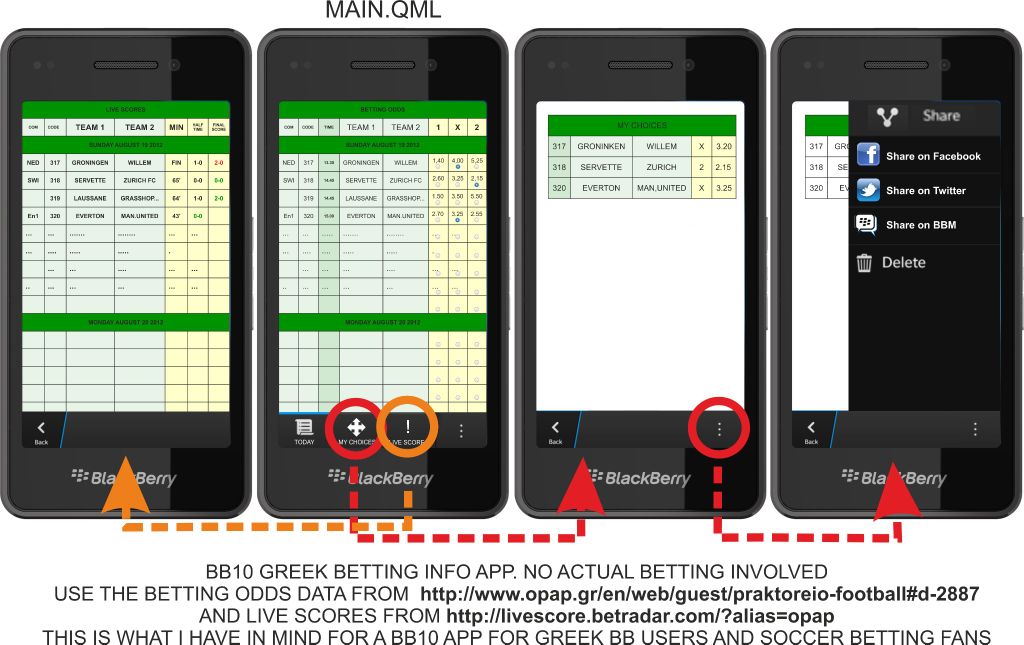 MAIN.QML
LIVE SCORES
COM CODE TEAM 1 TEAM 2 MIN HALF TIME FINAL SCORE
SUNDAY AUGUST 19 2012
NED 317 GRONINGEN WILLEM FIN 1-0 2-0
SWI 318 SERVETTE ZURICH FC 65' 0-0 0-0
319 LAUSSANE GRASSHOP... 64' 1-0 2-0
En1 320 EVERTON MAN.UNITED 43' 0-0
MONDAY AUGUST 20 2012
Back
BlackBerry
BETTING ODDS
COM CODE TIME TEAM 1 TEAM 2 1 X 2
SUNDAY AUGUST 19 2012
NED 317 13.30 GRONINGEN WILLEM 1,40 4,00 5,25
SWI 318 14.45 SERVETTE ZURICH FC 2,60 3,25 2,15
319 14.45 LAUSSANE GRASSHOP... 1.50 3.50 5,50
En1 320 15.00 EVERTON MAN.UNITED 2.70 3.25 2.55
MONDAY AUGUST 20 2012
TODAY MY CHOICES LIVE SCORE
BlackBerry
MY CHOICES
317 GRONINKEN WILLEM X 3.20
318 SERVETTE ZURICH 2 2.15
320 EVERTON MAN,UNITED X 3.25
Back
BlackBerry
317 GRO
318 SER
320 EV
Share
Share on Facebook
Share on Twitter
Share on BBM
Delete
Back
BlackBerry
BB10 GREEK BETTING INFO APP. NO ACTUAL BETTING INVOLVED
USE THE BETTING ODDS DATA FROM http://www.opap.gr/en/web/guest/praktoreio-football#d-2887
AND LIVE SCORES FROM http://livescore.betradar.com/?alias=opap
THIS IS WHAT I HAVE IN MIND FOR A BB10 APP FOR GREEK BB USERS AND SOCCER BETTING FANS